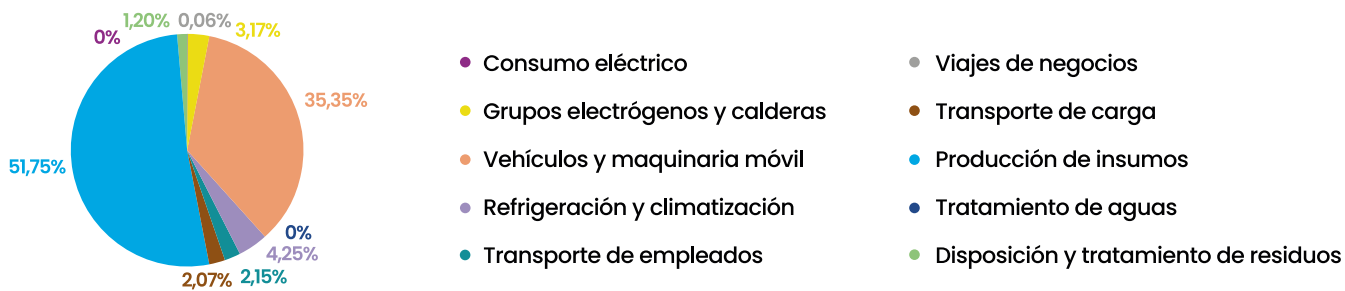 1,20% 0,06%
0%
3,17%
35,35%
51,75%
0%
4,25%
2,07% 2,15%
Consumo eléctrico
Grupos electrógenos y calderas
Vehículos y maquinaria móvil
Refrigeración y climatización
Transporte de empleados
Viajes de negocios
Transporte de carga
Producción de insumos
Tratamiento de aguas
Disposición y tratamiento de residuos